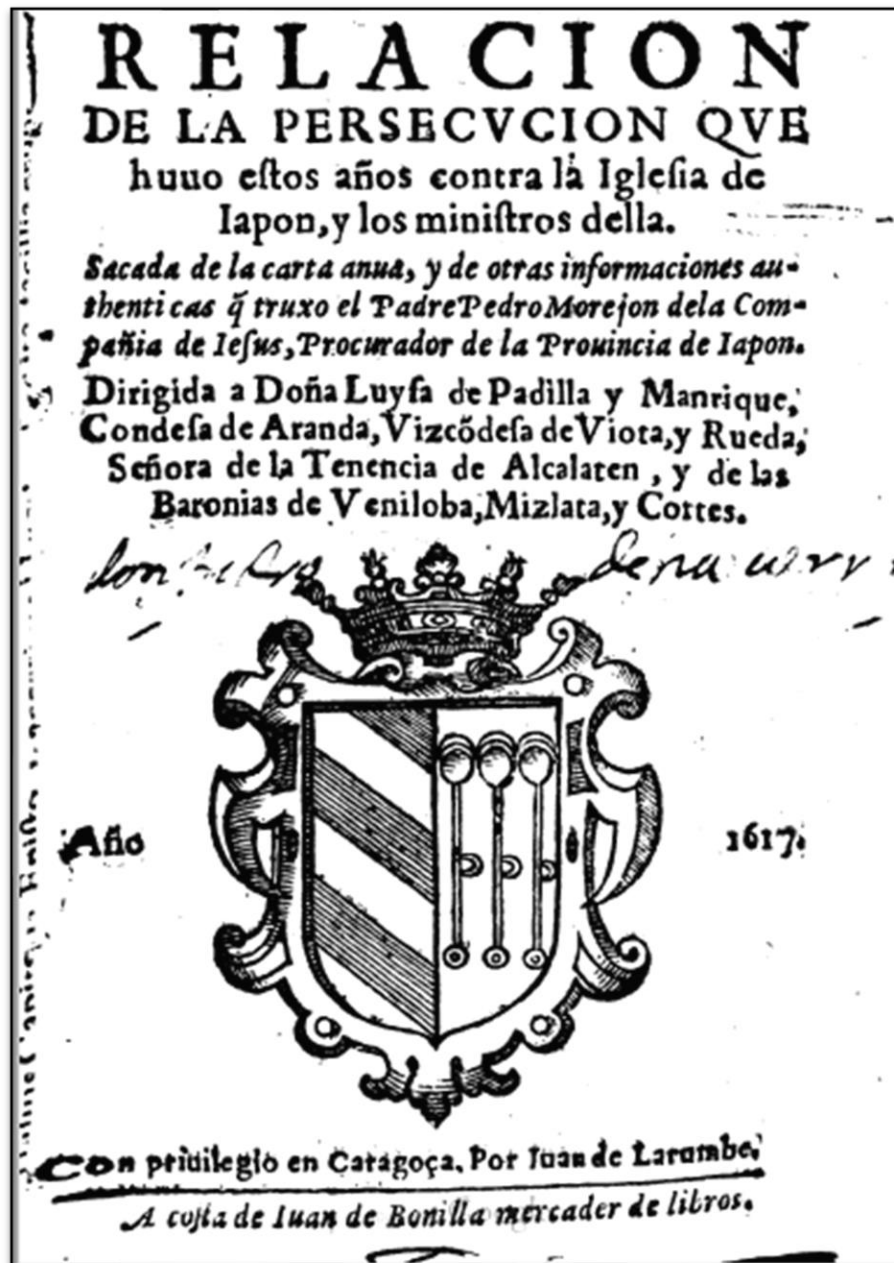 RELACION
DE LA PERSECVCION QVE
huuo eſtos años contra la Igleſia de
Iapon, y los miniſtros della.
Sacada de la carta anua, y de otras informaciones au-
thenticas q̃ truxo el Padre Pedro Morejon dela Com-
pañia de Ieſus, Procurador de la Prouincia de Iapon.
Dirigida a Doña Luyſa de Padilla y Manrique,
Condeſa de Aranda, Vizcõdeſa de Viota, y Rueda,
Señora de la Tenencia de Alcalaten, y de las
Baronias de Veniloba, Mizlata, y Cortes.
Año 1617.
Con priuilegio en Caragoça. Por Iuan de Larumbe.
A coſta de Iuan de Bonilla mercader de libros.